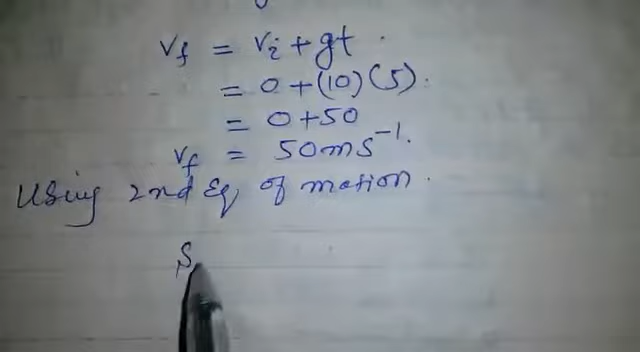 vf = vi + gt.
= 0 + (10) (5).
= 0 + 50
vf = 50ms⁻¹.
Using 2nd Eq of motion.
S